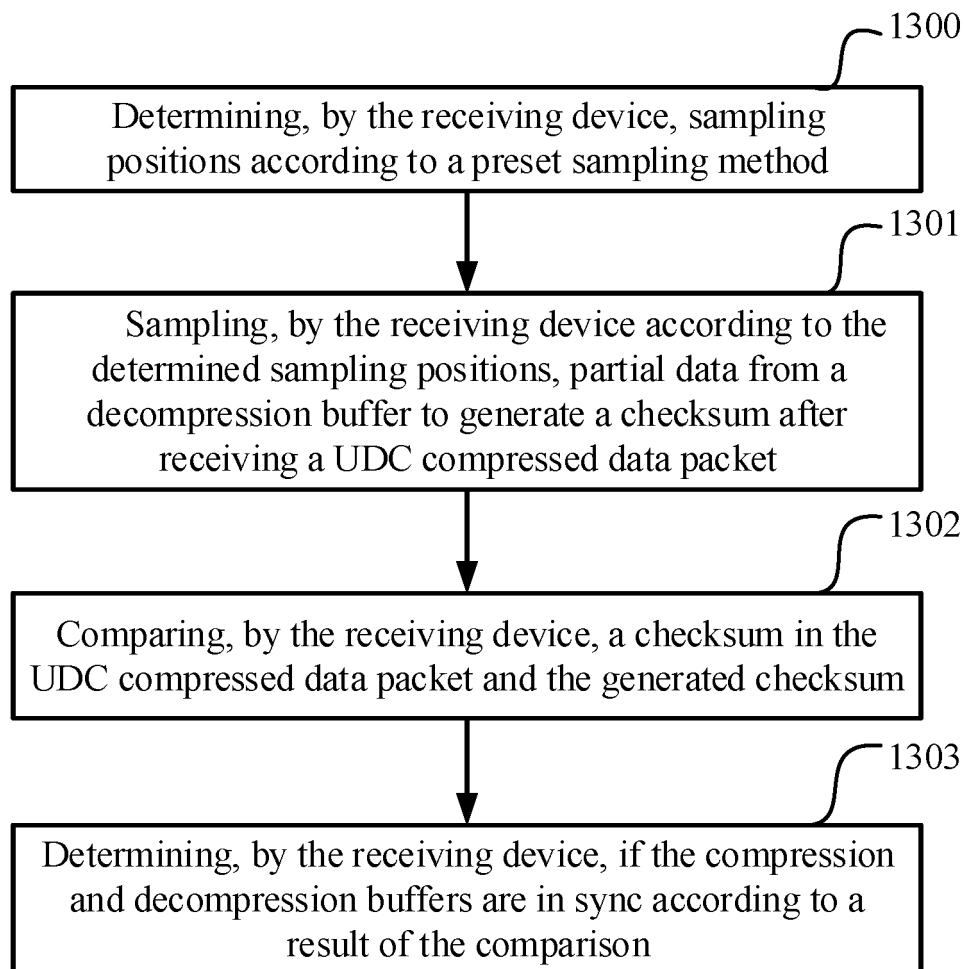 1300
Determining, by the receiving device, sampling
positions according to a preset sampling method
1301
Sampling, by the receiving device according to the
determined sampling positions, partial data from a
decompression buffer to generate a checksum after
receiving a UDC compressed data packet
1302
Comparing, by the receiving device, a checksum in the
UDC compressed data packet and the generated checksum
1303
Determining, by the receiving device, if the compression
and decompression buffers are in sync according to a
result of the comparison